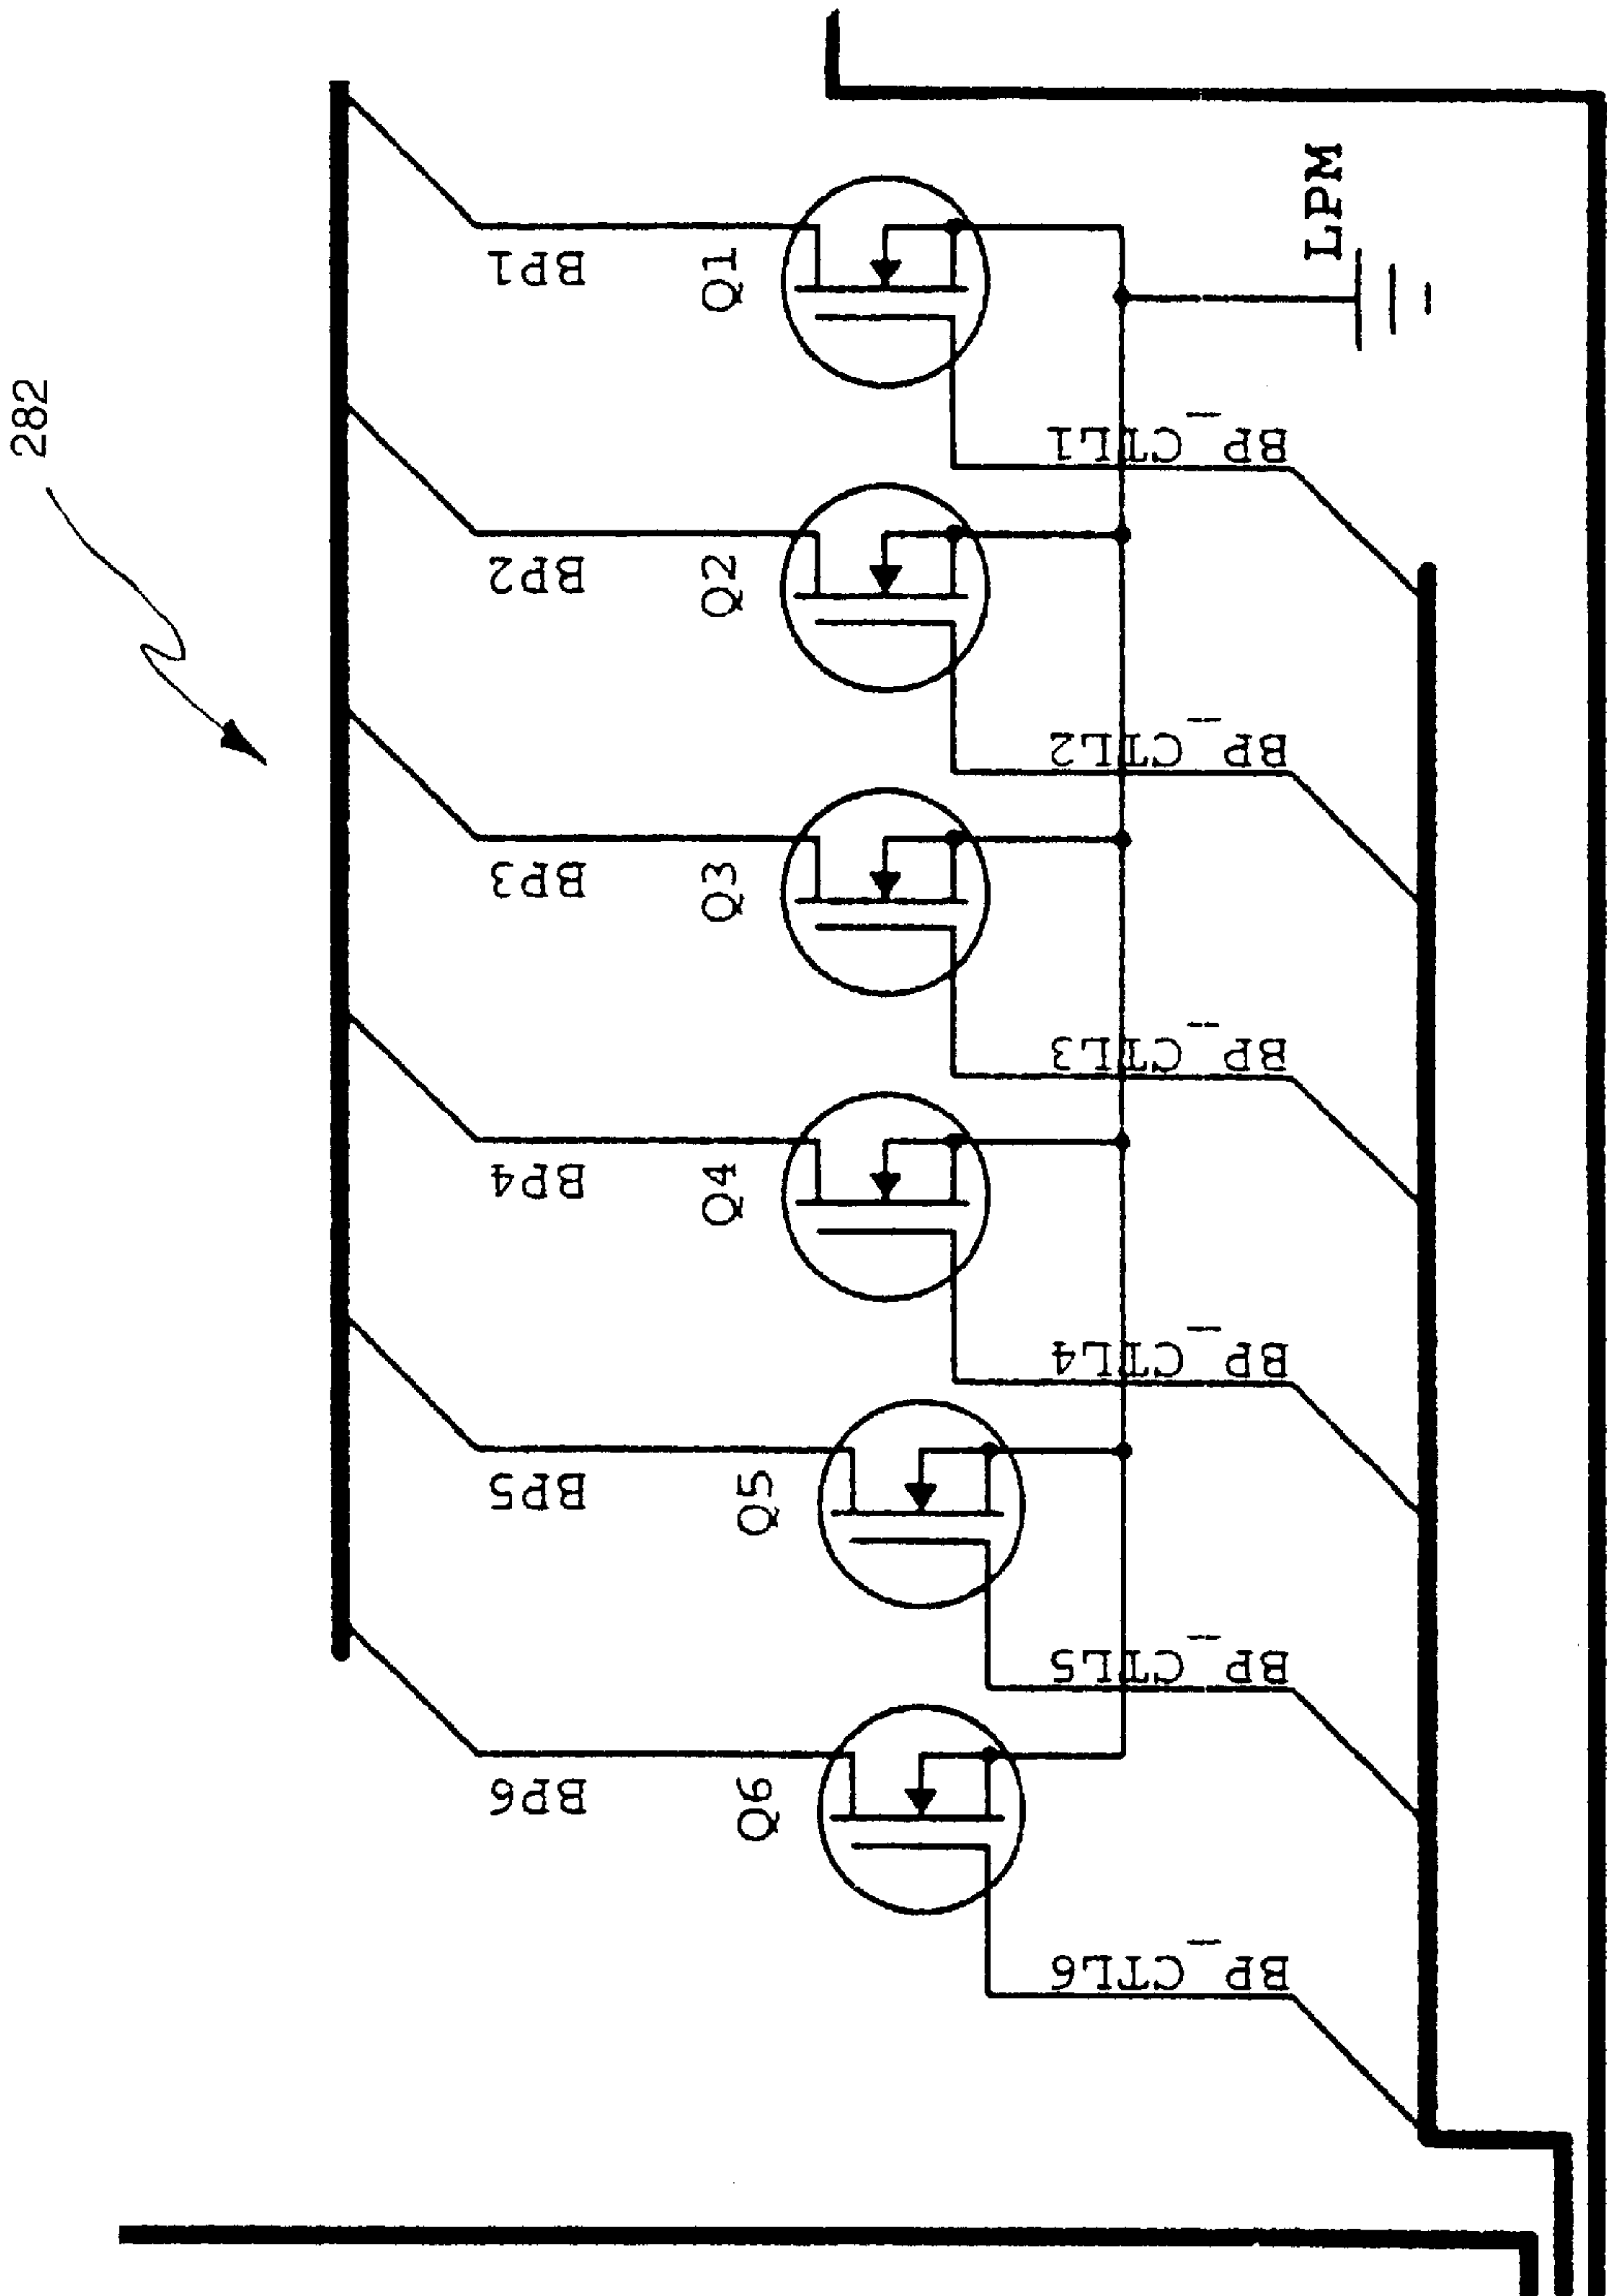 282
BP1
BP2
BP3
BP4
BP5
BP6
Q1
Q2
Q3
Q4
Q5
Q6
BP_CTL1
BP_CTL2
BP_CTL3
BP_CTL4
BP_CTL5
BP_CTL6
LPM